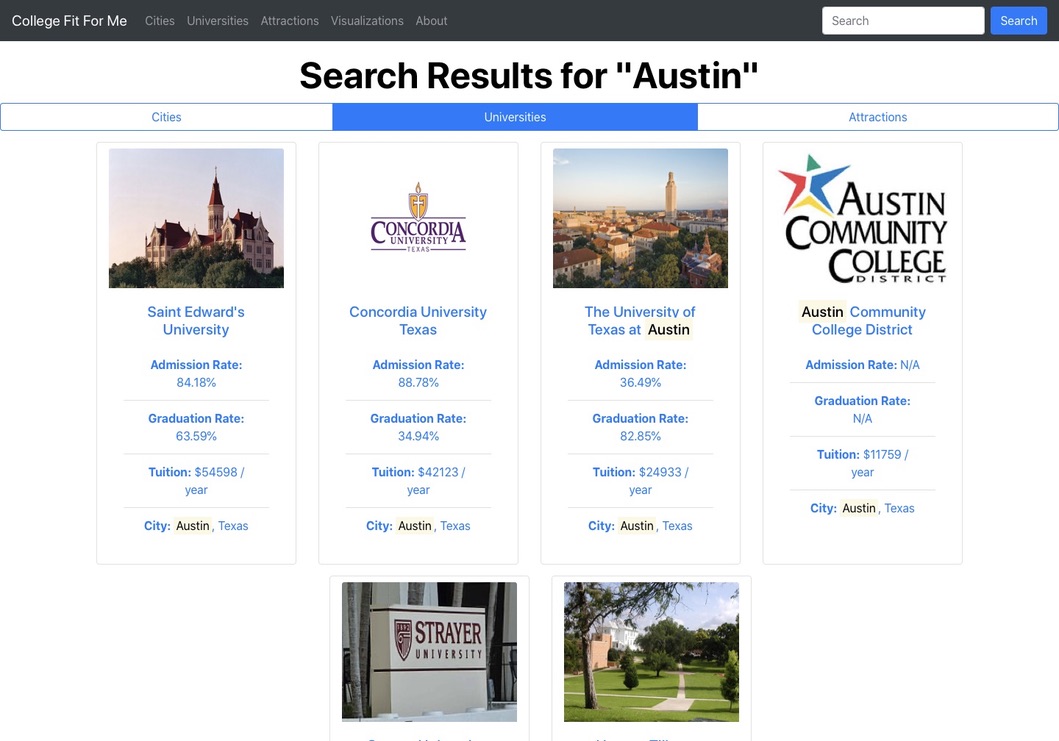 College Fit For Me Cities Universities Attractions Visualizations About Search Search
Search Results for "Austin"
Cities Universities Attractions
CONCORDIA
UNIVERSITY
TEXAS
AUSTIN
COMMUNITY
COLLEGE
DISTRICT
Saint Edward's
University
Admission Rate:
84.18%
Graduation Rate:
63.59%
Tuition: $54598 /
year
City: Austin, Texas
Concordia University
Texas
Admission Rate:
88.78%
Graduation Rate:
34.94%
Tuition: $42123 /
year
City: Austin, Texas
The University of
Texas at Austin
Admission Rate:
36.49%
Graduation Rate:
82.85%
Tuition: $24933 /
year
City: Austin, Texas
Austin Community
College District
Admission Rate: N/A
Graduation Rate:
N/A
Tuition: $11759 /
year
City: Austin, Texas
STRAYER
UNIVERSITY